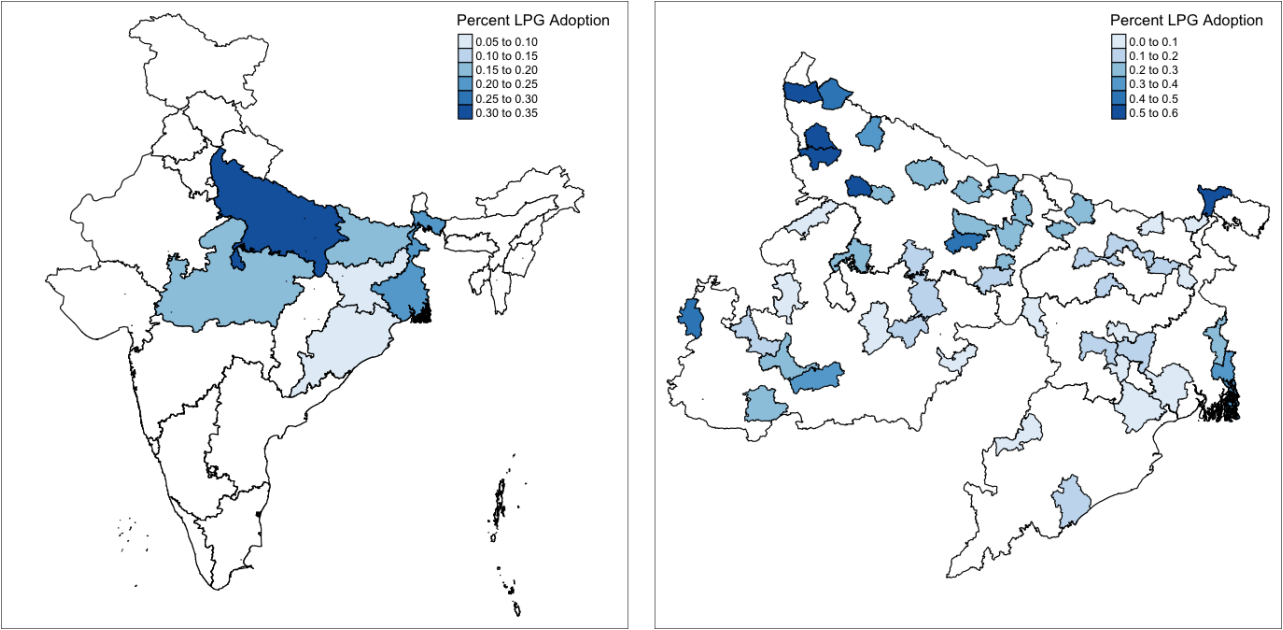 Percent LPG Adoption
0.05 to 0.10
0.10 to 0.15
0.15 to 0.20
0.20 to 0.25
0.25 to 0.30
0.30 to 0.35
Percent LPG Adoption
0.0 to 0.1
0.1 to 0.2
0.2 to 0.3
0.3 to 0.4
0.4 to 0.5
0.5 to 0.6